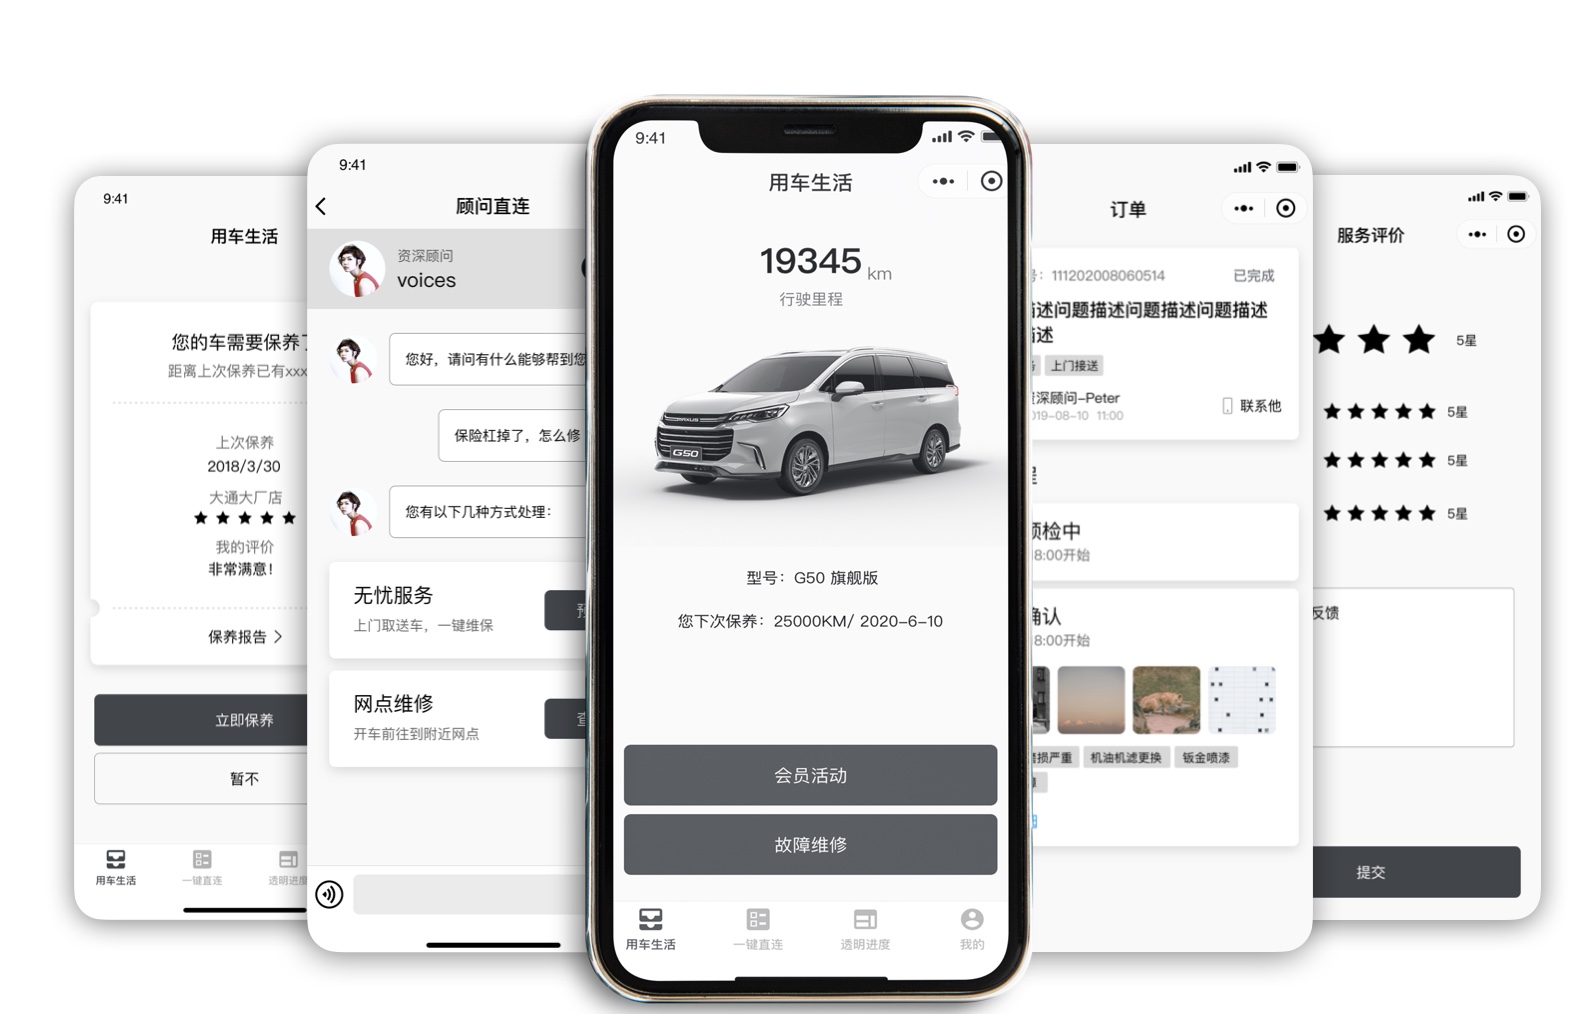 9:41
用车生活
您的车需要保养
距离上次保养已有xxx
上次保养
2018/3/30
大通大厂店
我的评价
非常满意！
保养报告
立即保养
暂不
用车生活
一键直连
透明进度
9:41
顾问直连
资深顾问
voices
您好，请问有什么能够帮到您
保险杠掉了，怎么修
您有以下几种方式处理：
无忧服务
上门取送车，一键维保
网点维修
开车前往到附近网点
9:41
用车生活
19345 km
行驶里程
MAXUS
G50
型号：G50 旗舰版
您下次保养：25000KM/ 2020-6-10
会员活动
故障维修
用车生活
一键直连
透明进度
我的
订单
号：111202008060514
已完成
描述问题描述问题描述问题描述
描述
上门接送
资深顾问-Peter
019-08-10 11:00
联系他
程
预检中
8:00开始
确认
8:00开始
磨损严重
机油机滤更换
钣金喷漆
服务评价
5星
5星
5星
5星
反馈
提交